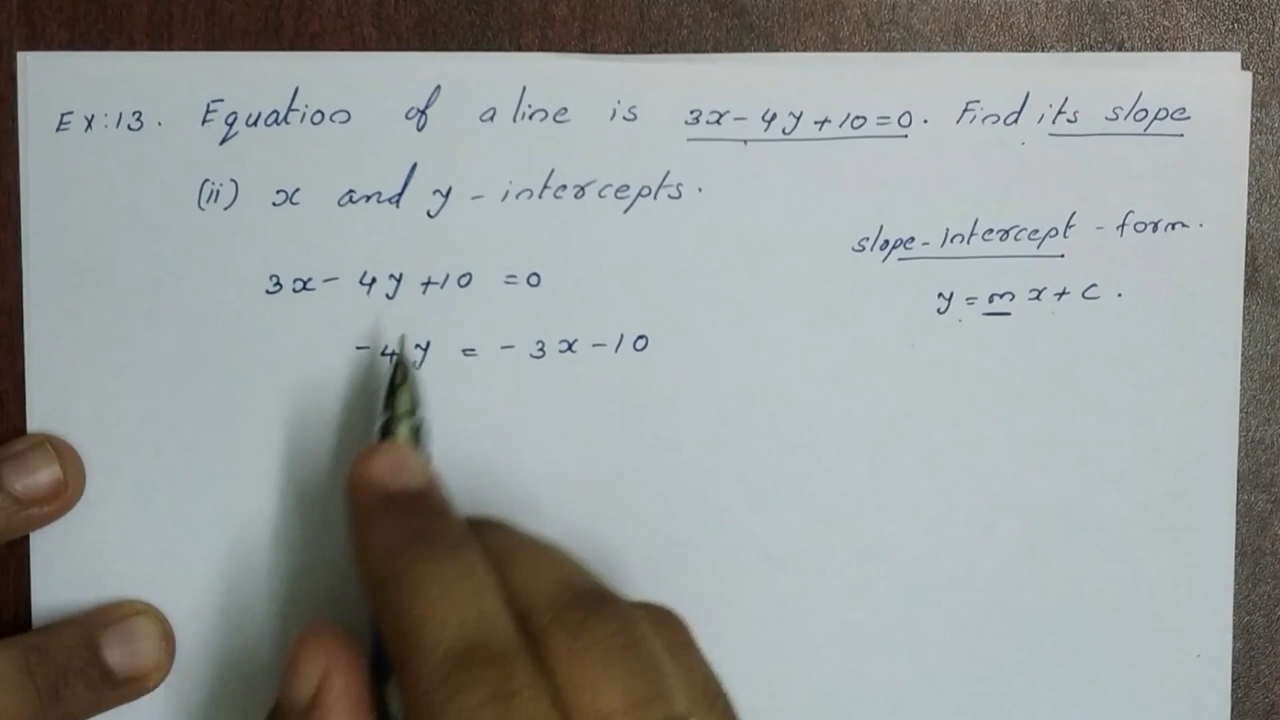 Ex:13. Equation of a line is 3x - 4y + 10 = 0. Find its slope
(ii) x and y - intercepts.
slope - intercept - form.
y = mx + c.
3x - 4y + 10 = 0
-4y = -3x - 10